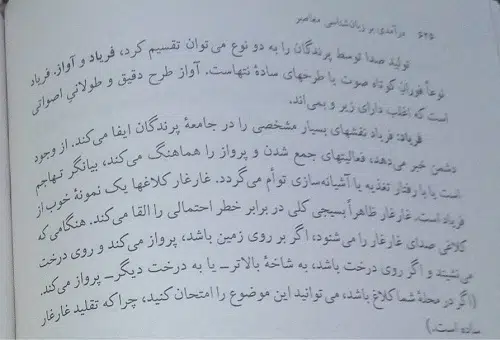 ۶۲۶ درآمدی بر زبان‌شناسی معاصر
تولید صدا توسط پرندگان را به دو نوع می‌توان تقسیم کرد، فریاد و آواز. فریاد
نوعاً فوران کوتاه صوت یا طرحهای سادهٔ نتهاست. آواز طرح دقیق و طولانی اصواتی
است که اغلب دارای زیر و بمی‌اند.
فریاد: فریاد نقشهای بسیار مشخصی را در جامعهٔ پرندگان ایفا می‌کند. از وجود
دشمن خبر می‌دهد، فعالیتهای جمع شدن و پرواز را هماهنگ می‌کند، بیانگر تهاجم
است یا با رفتار تغذیه یا آشیانه‌سازی توأم می‌گردد. غارغار کلاغها یک نمونهٔ خوب از
فریاد است. غارغار ظاهراً بسیجی کلی در برابر خطر احتمالی را القا می‌کند. هنگامی‌که
کلاغی صدای غارغار را می‌شنود، اگر بر روی زمین باشد، پرواز می‌کند و روی درخت
می‌نشیند و اگر روی درخت باشد، به شاخهٔ بالاتر ــ یا به درخت دیگر ــ پرواز می‌کند.
(اگر در محلهٔ شما کلاغ باشد، می‌توانید این موضوع را امتحان کنید، چراکه تقلید غارغار
ساده است.)